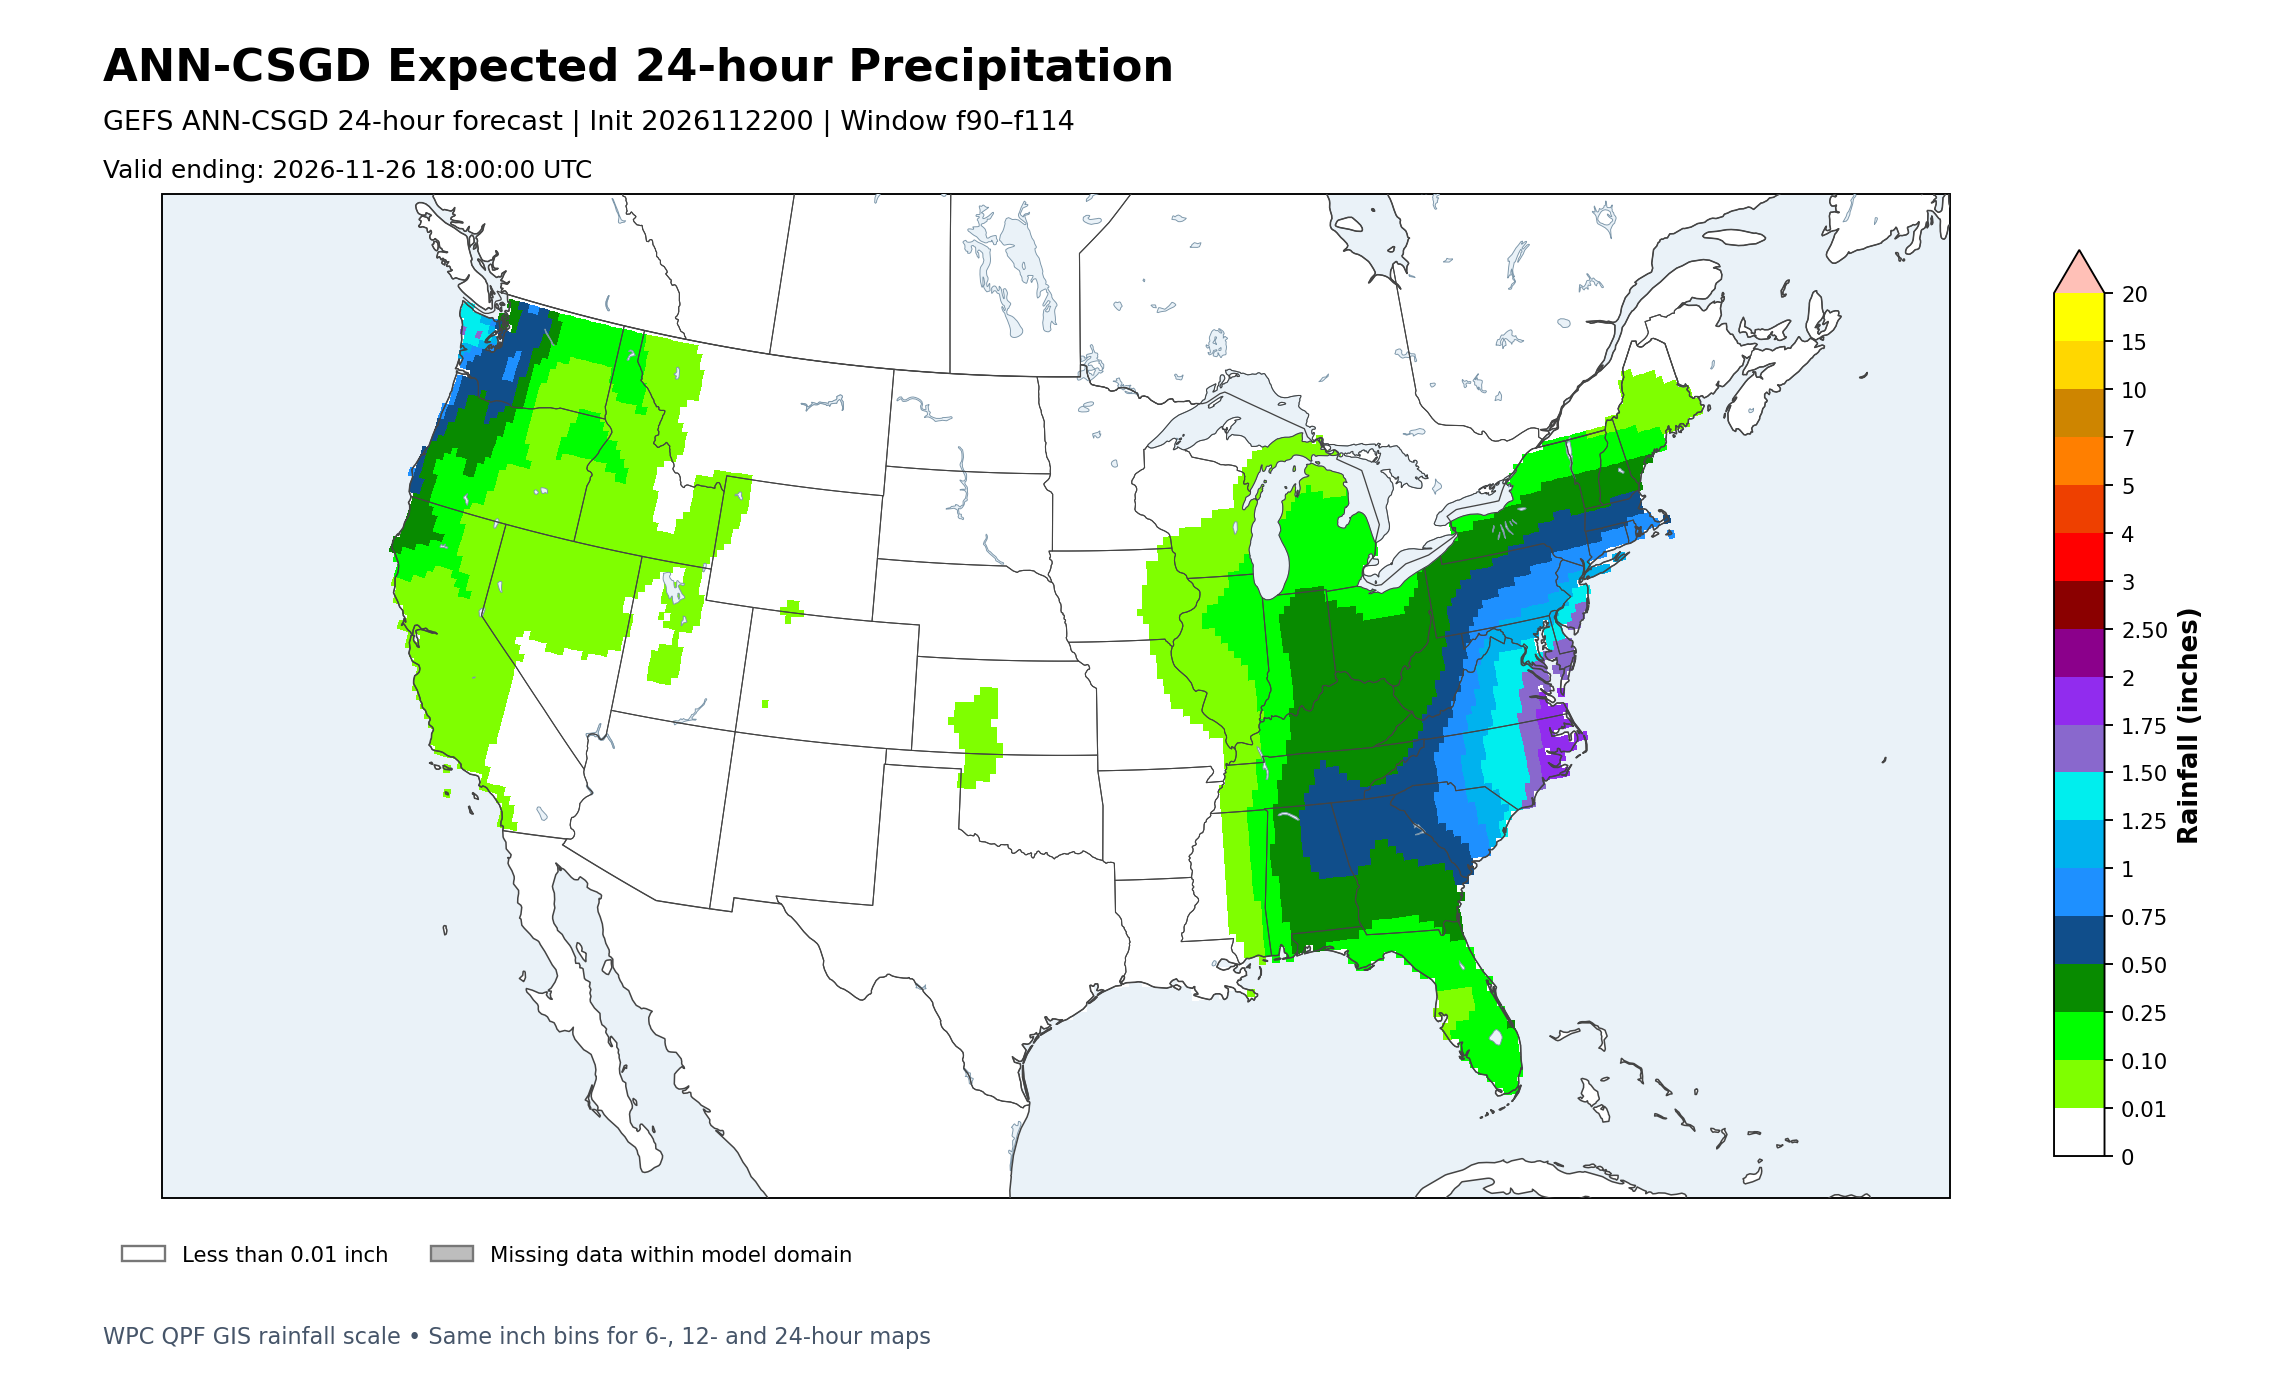 ANN-CSGD Expected 24-hour Precipitation
GEFS ANN-CSGD 24-hour forecast | Init 2026112200 | Window f90–f114
Valid ending: 2026-11-26 18:00:00 UTC
20
15
10
7
5
4
3
2.50
2
1.75
1.50
1.25
1
0.75
0.50
0.25
0.10
0.01
0
Rainfall (inches)
Less than 0.01 inch
Missing data within model domain
WPC QPF GIS rainfall scale • Same inch bins for 6-, 12- and 24-hour maps